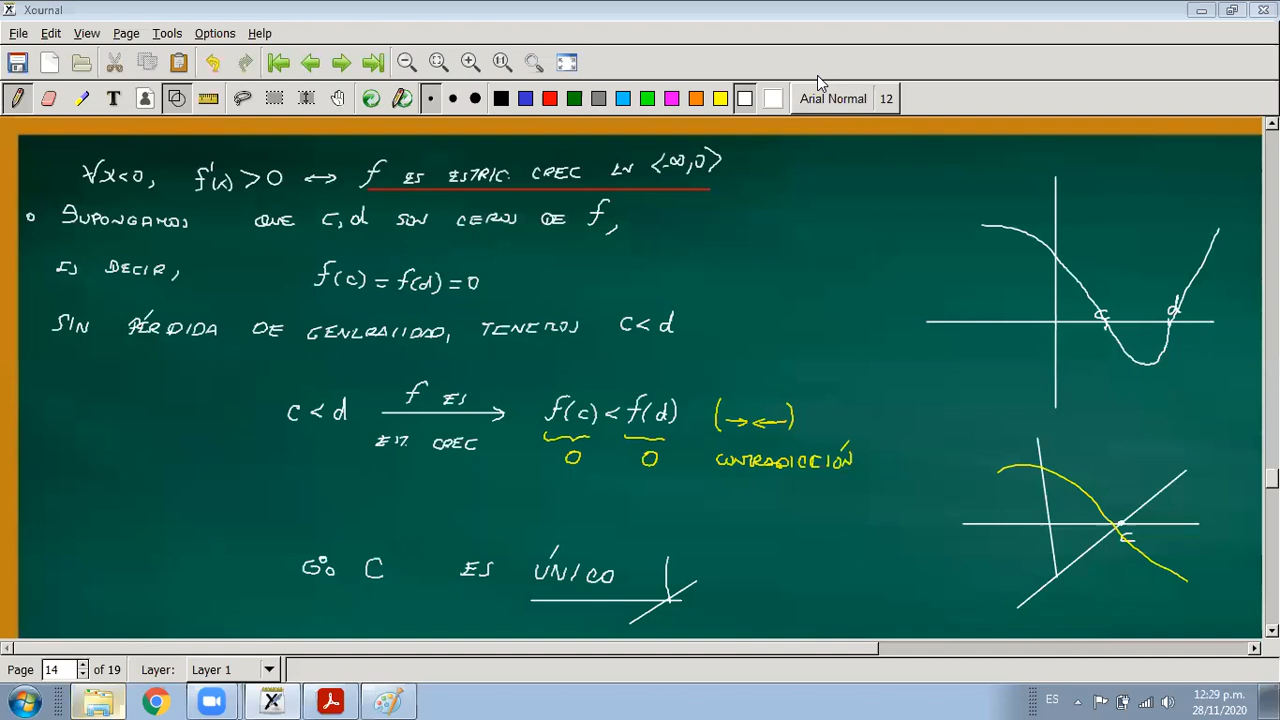 Xournal
File Edit View Page Tools Options Help
Arial Normal 12
∀x<0, f'(x) > 0 ↔ f ES ESTRIC. CREC EN <-∞,0>
• SUPONGAMOS QUE C, d SON CEROS DE f,
ES DECIR, f(c) = f(d) = 0
SIN PÉRDIDA DE GENERALIDAD, TENEMOS c < d
c d
c < d f ES EST CREC → f(c) < f(d) (→←)
0 0 CONTRADICCIÓN
c
C ES ÚNICO
Page 14 of 19 Layer: Layer 1
ES 12:29 p.m.
28/11/2020